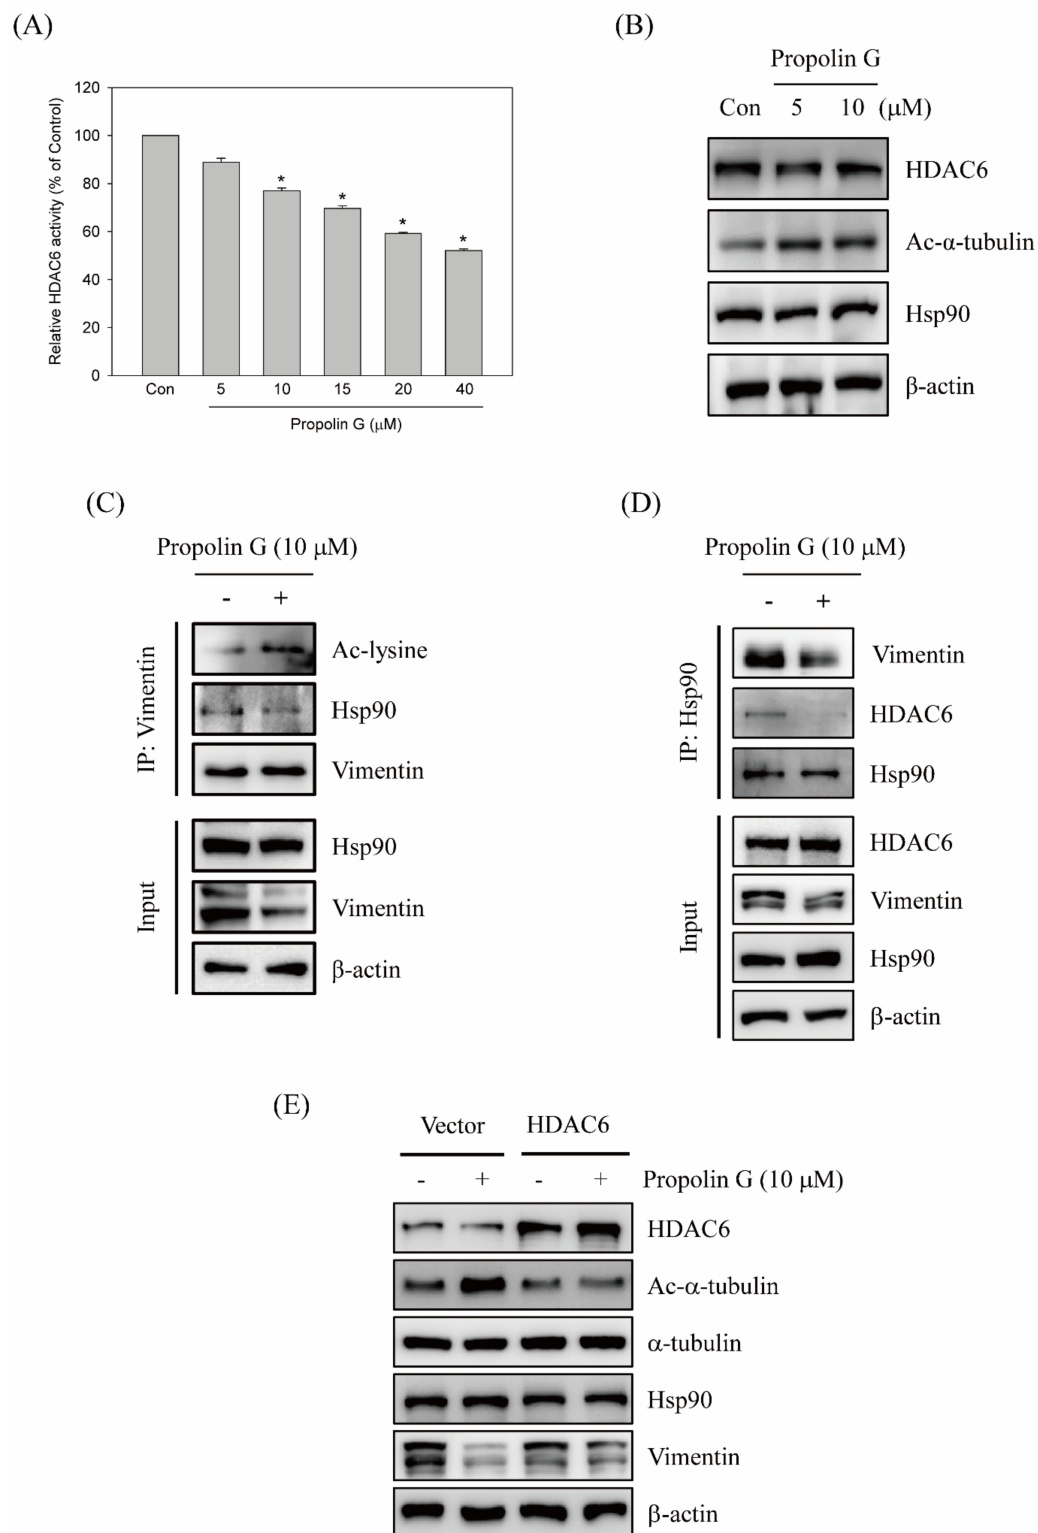 (A)
120
100
80
60
40
20
0
Relative HDAC6 activity (% of Control)
* * * * 
Con 5 10 15 20 40
Propolin G (μM)
(B)
Propolin G
Con 5 10 (μM)
HDAC6
Ac-α-tubulin
Hsp90
β-actin
(C)
Propolin G (10 μM)
- +
IP: Vimentin
Ac-lysine
Hsp90
Vimentin
Input
Hsp90
Vimentin
β-actin
(D)
Propolin G (10 μM)
- +
IP: Hsp90
Vimentin
HDAC6
Hsp90
Input
HDAC6
Vimentin
Hsp90
β-actin
(E)
Vector HDAC6
- + - + Propolin G (10 μM)
HDAC6
Ac-α-tubulin
α-tubulin
Hsp90
Vimentin
β-actin